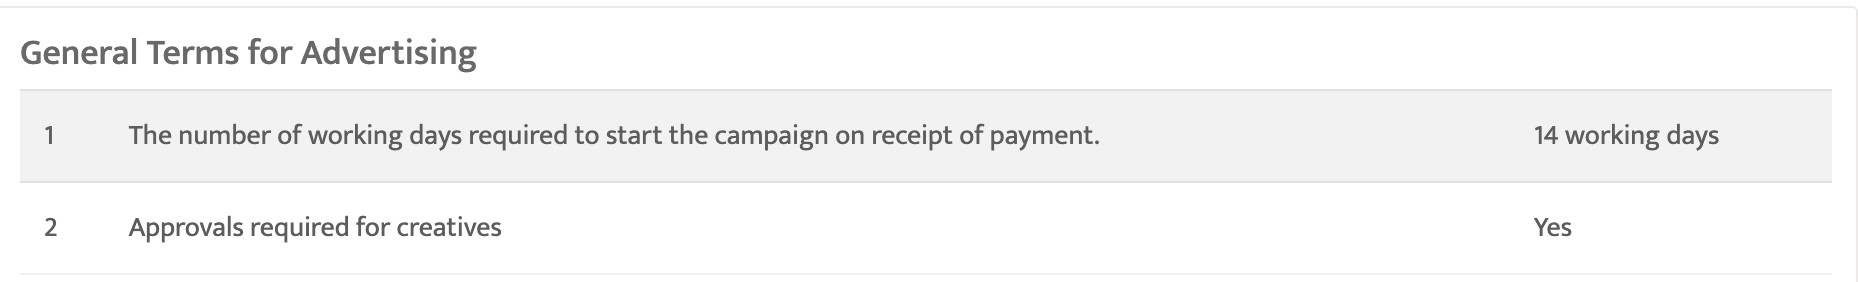 General Terms for Advertising
1 The number of working days required to start the campaign on receipt of payment. 14 working days
2 Approvals required for creatives Yes